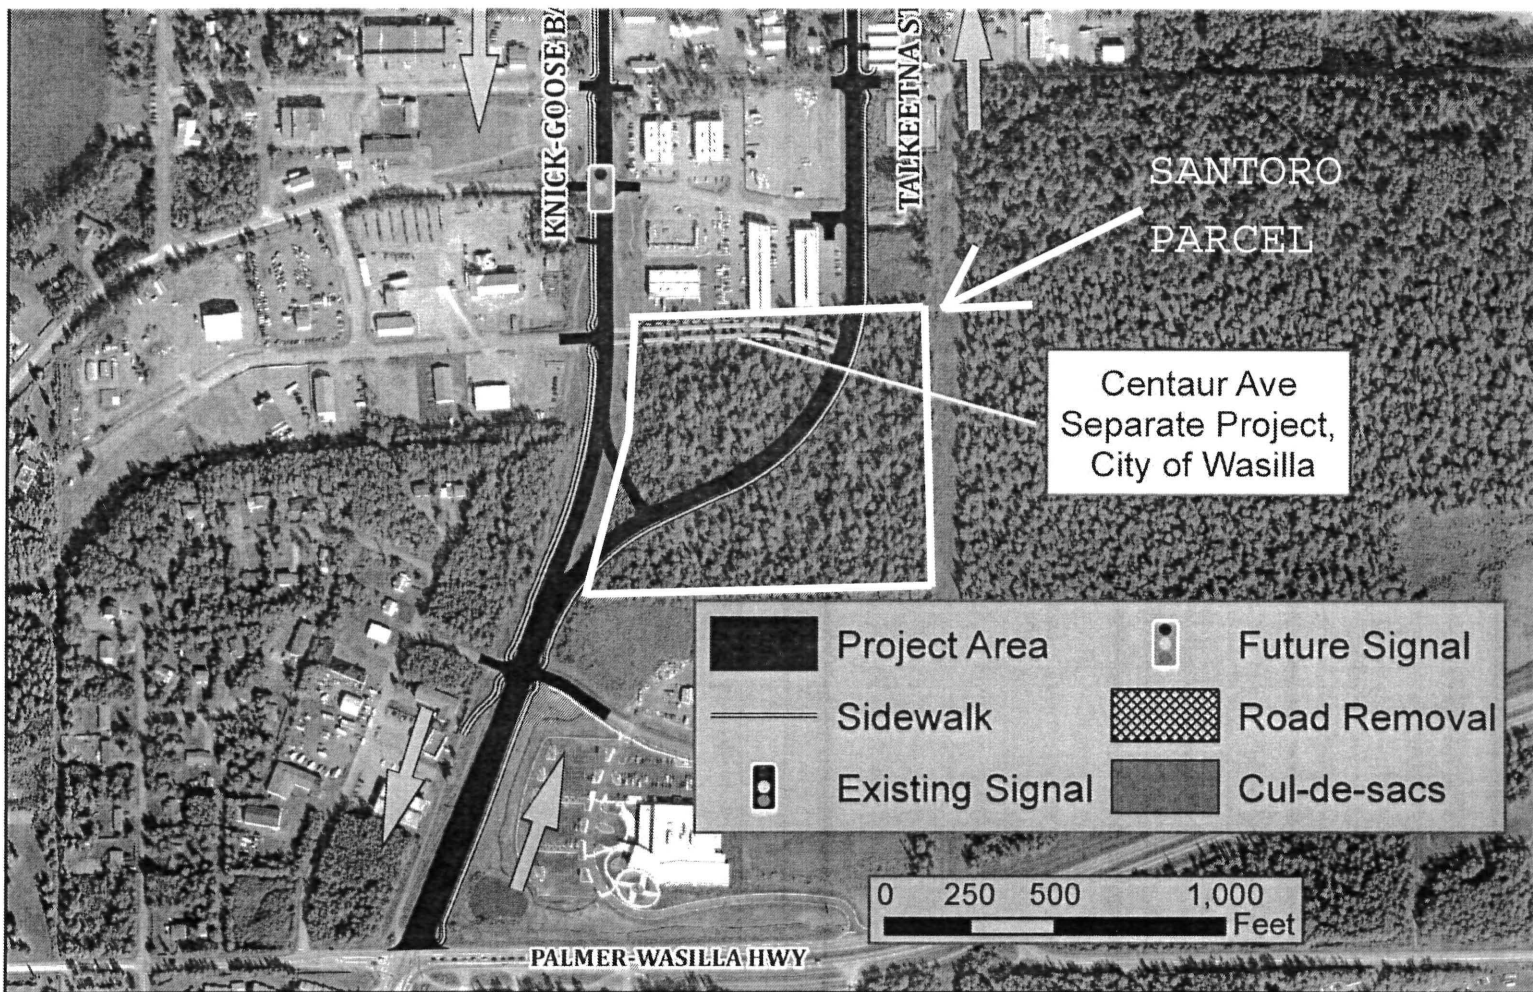 KNICK-GOOSE BA
TALKEETNA ST
SANTORO
PARCEL
Centaur Ave
Separate Project,
City of Wasilla
Project Area
Future Signal
Sidewalk
Road Removal
Existing Signal
Cul-de-sacs
0 250 500 1,000
Feet
PALMER-WASILLA HWY